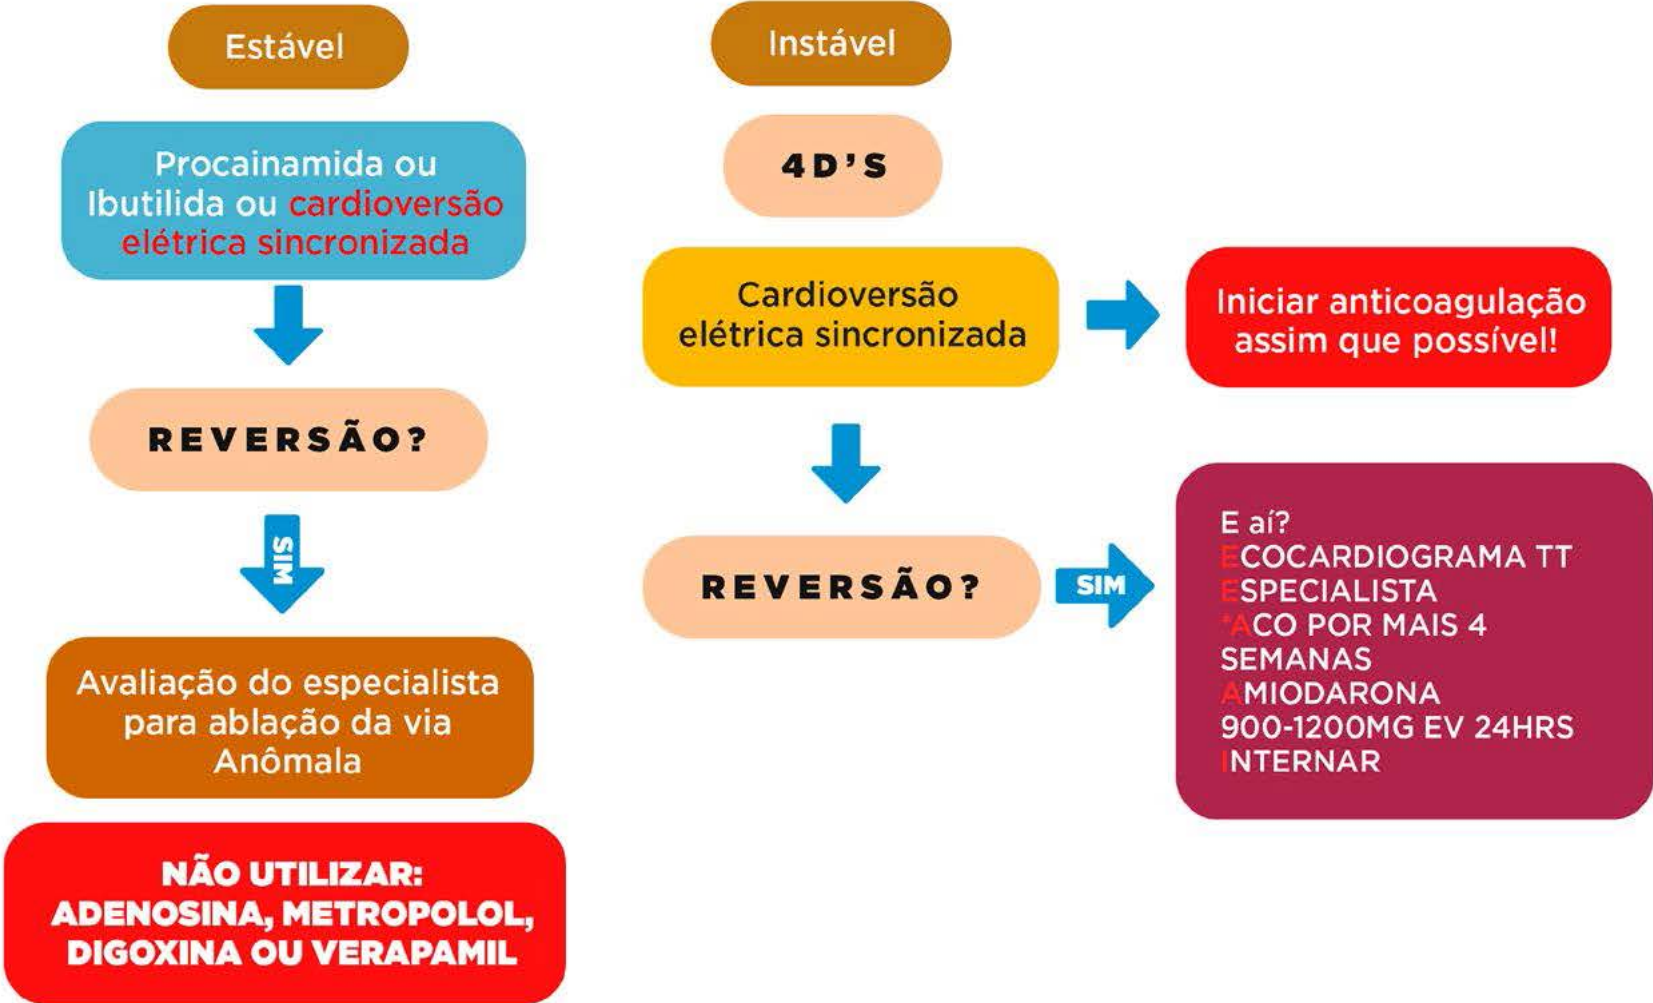 Estável
Procainamida ou
Ibutilida ou cardioversão
elétrica sincronizada
REVERSÃO?
SIM
Avaliação do especialista
para ablação da via
Anômala
NÃO UTILIZAR:
ADENOSINA, METROPOLOL,
DIGOXINA OU VERAPAMIL
Instável
4D'S
Cardioversão
elétrica sincronizada
Iniciar anticoagulação
assim que possível!
REVERSÃO?
SIM
E aí?
ECOCARDIOGRAMA TT
ESPECIALISTA
*ACO POR MAIS 4
SEMANAS
AMIODARONA
900-1200MG EV 24HRS
INTERNAR